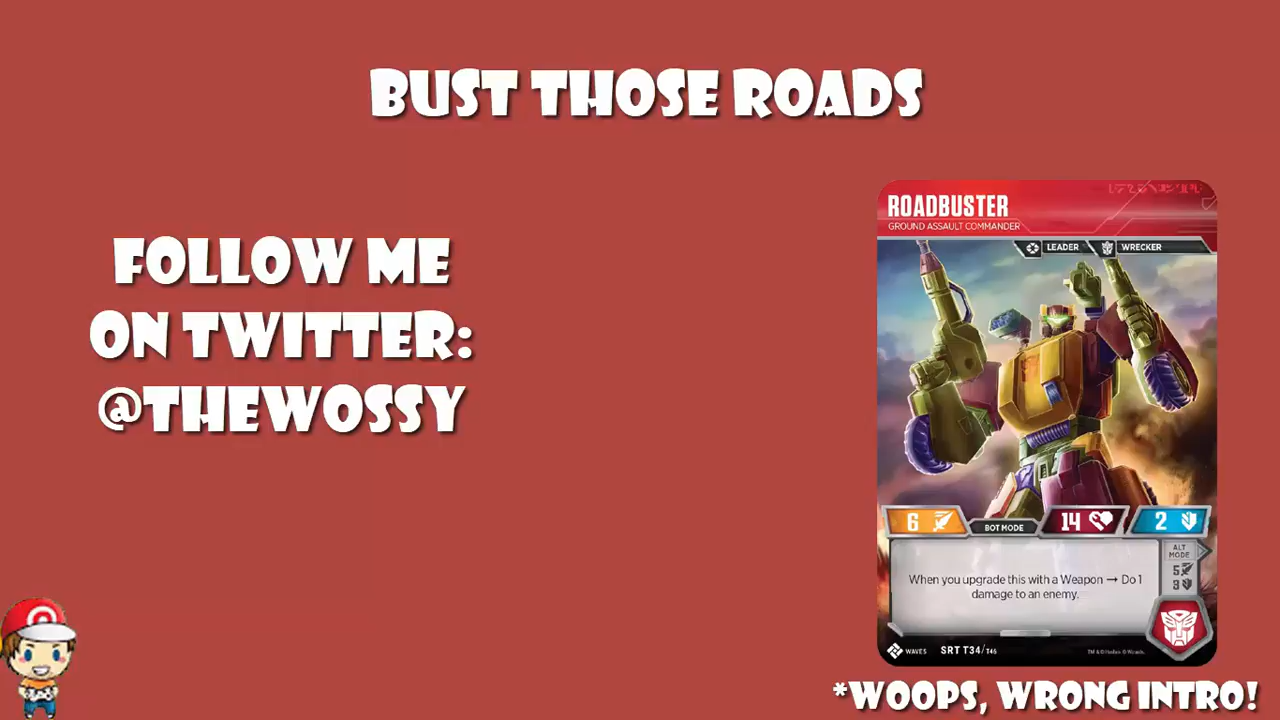 BUST THOSE ROADS
FOLLOW ME
ON TWITTER:
@THEWOSSY
ROADBUSTER
GROUND ASSAULT COMMANDER
LEADER
WRECKER
6
BOT MODE
14
2
When you upgrade this with a Weapon → Do 1
damage to an enemy.
ALT
MODE
5
3
WAVE5
SRT T34/T46
*WOOPS, WRONG INTRO!